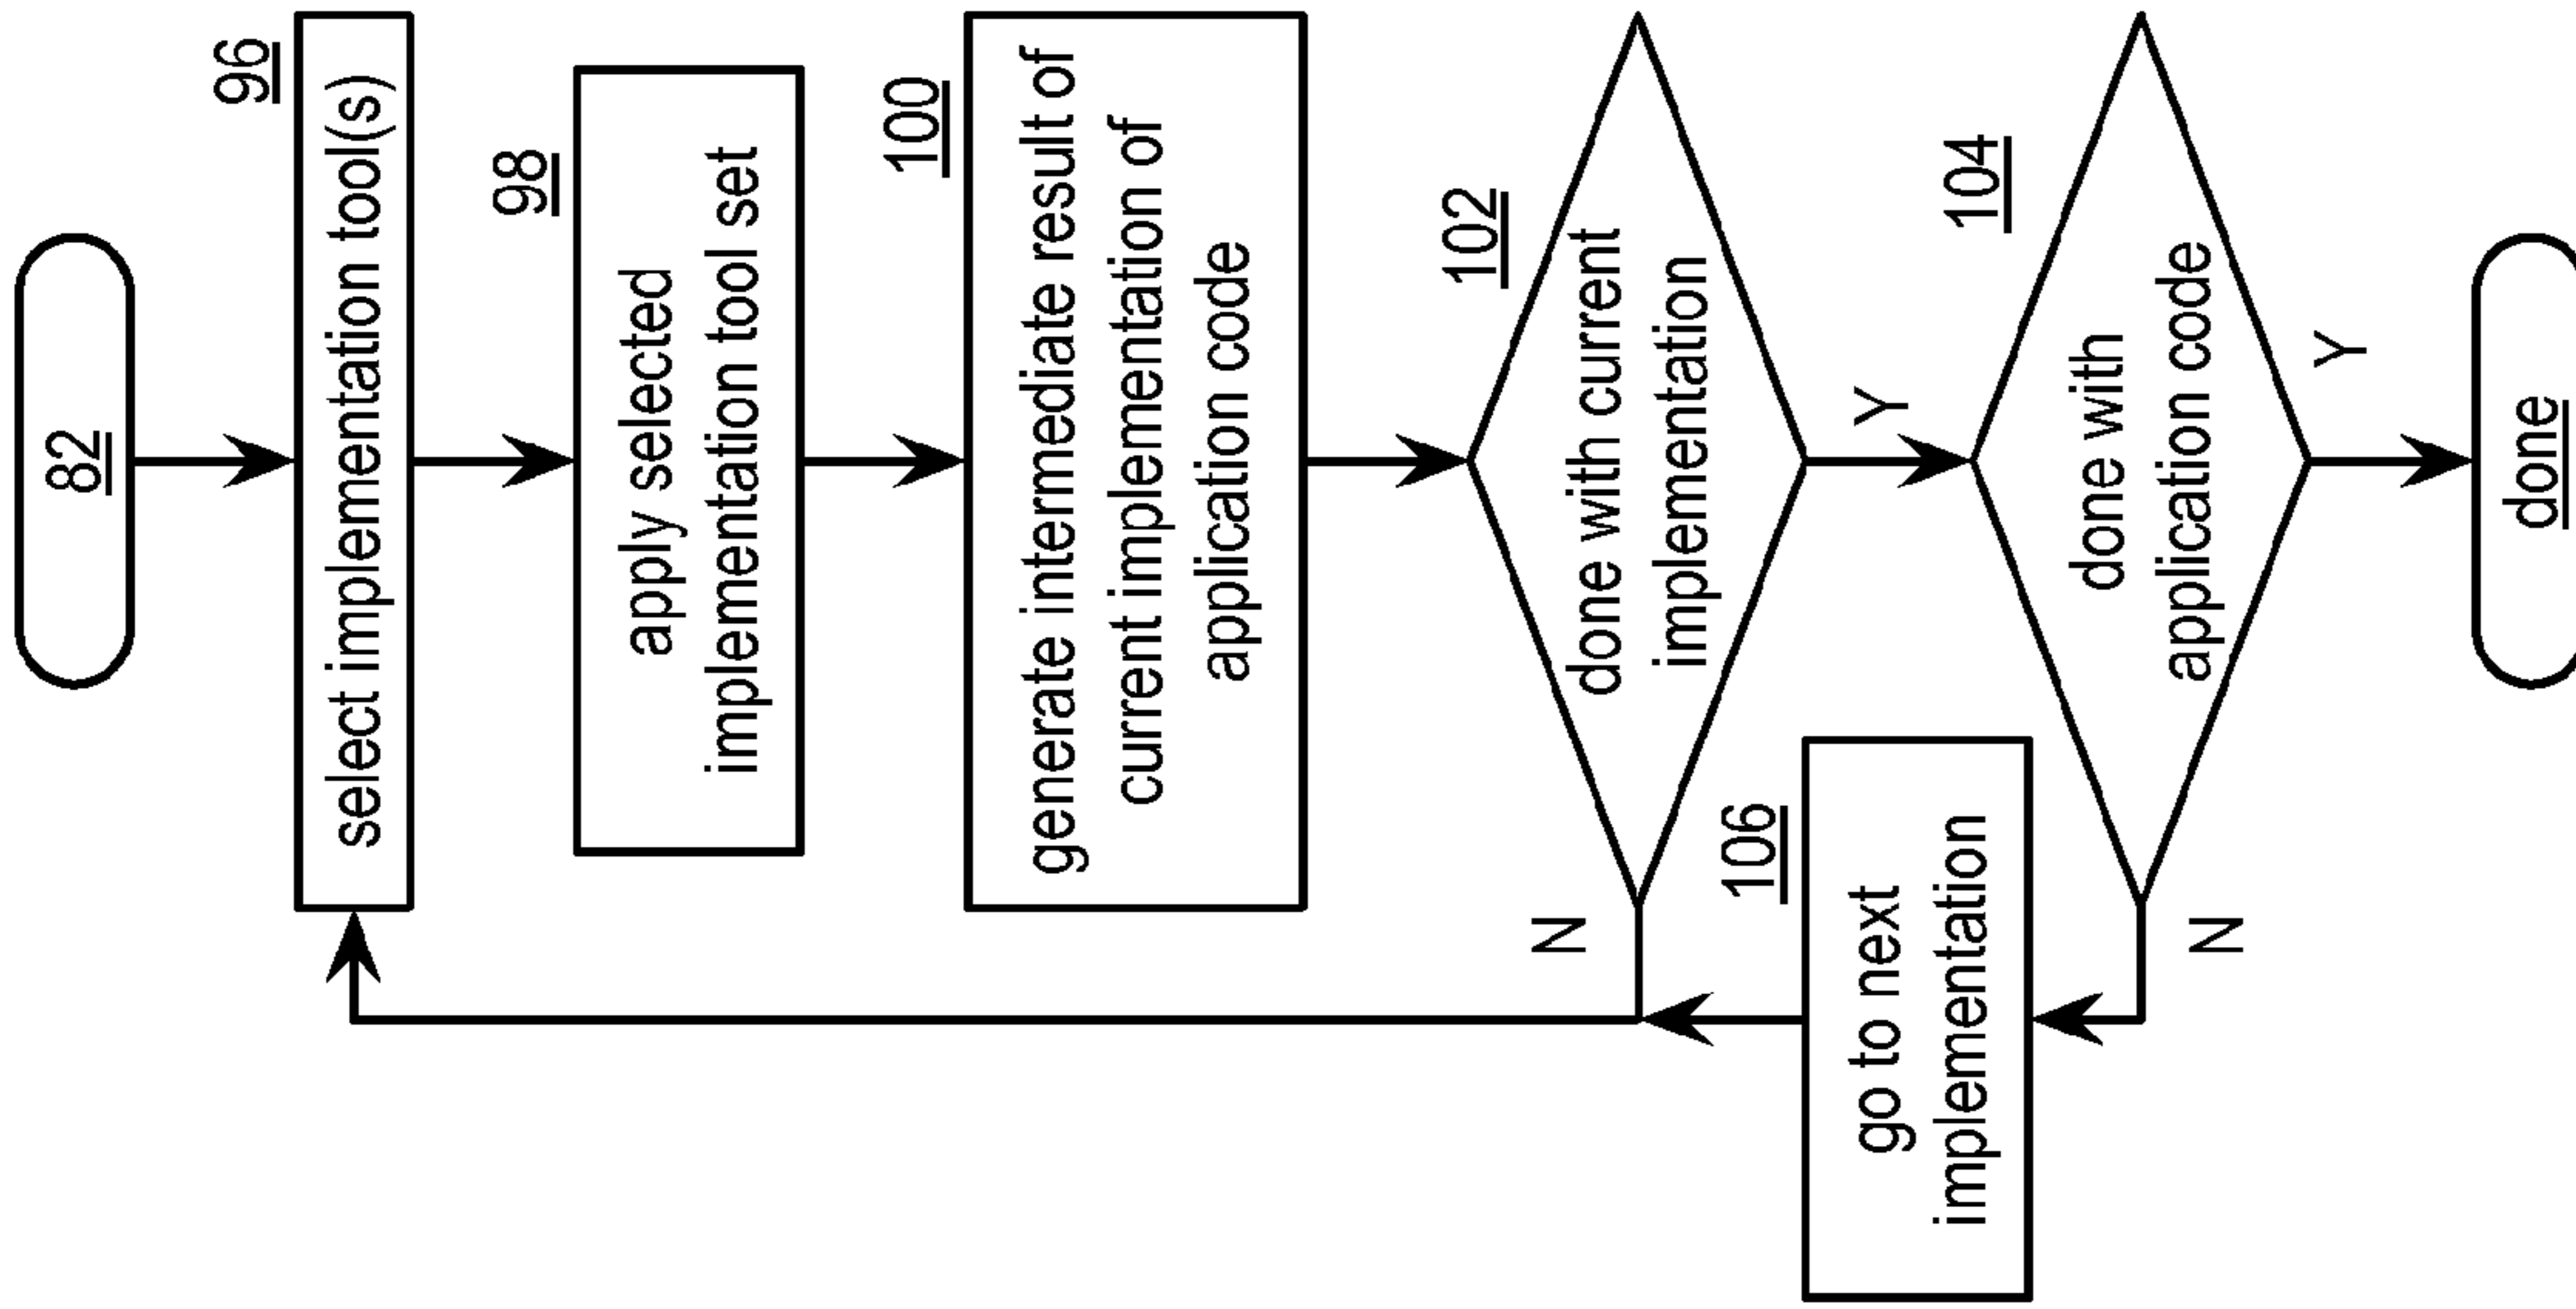 82
96
select implementation tool(s)
98
apply selected
implementation tool set
100
generate intermediate result of
current implementation of
application code
102
done with current
implementation
N
Y
106
go to next
implementation
104
done with
application code
N
Y
done